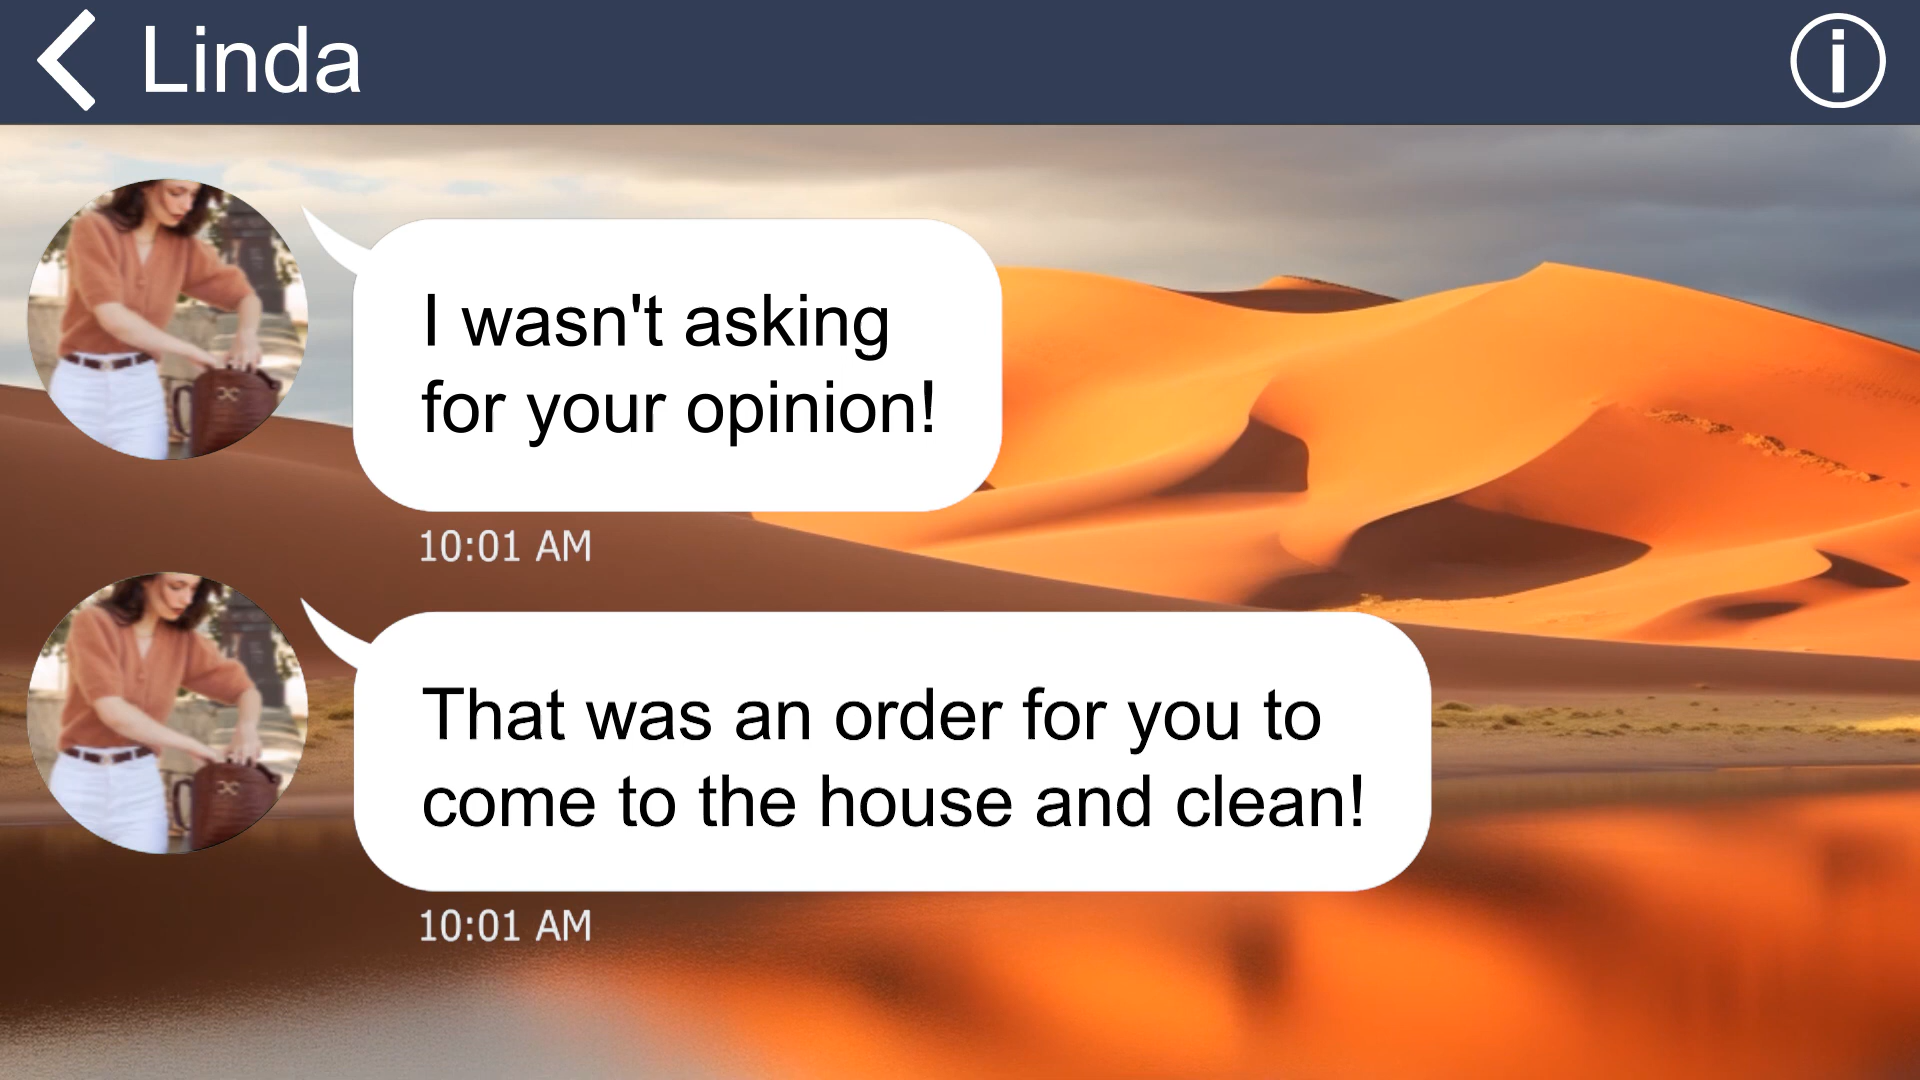 Linda
I wasn't asking
for your opinion!
10:01 AM
That was an order for you to
come to the house and clean!
10:01 AM